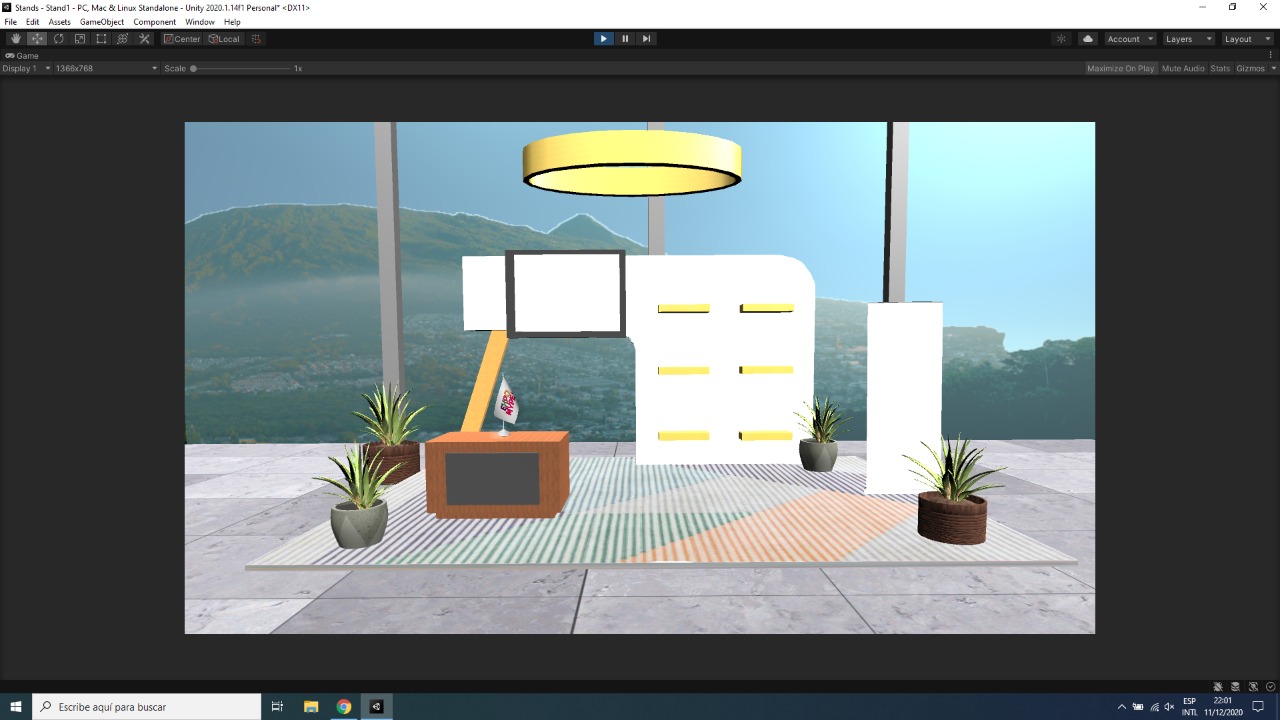 Stands - Stand1 - PC, Mac & Linux Standalone - Unity 2020.1.14f1 Personal* <DX11>
File Edit Assets GameObject Component Window Help
Center Local Account Layers Layout
Game
Display 1 1366x768 Scale 1x Maximize On Play Mute Audio Stats Gizmos
EXPO
MYPE
Escribe aquí para buscar
ESP 22:01
INTL 11/12/2020